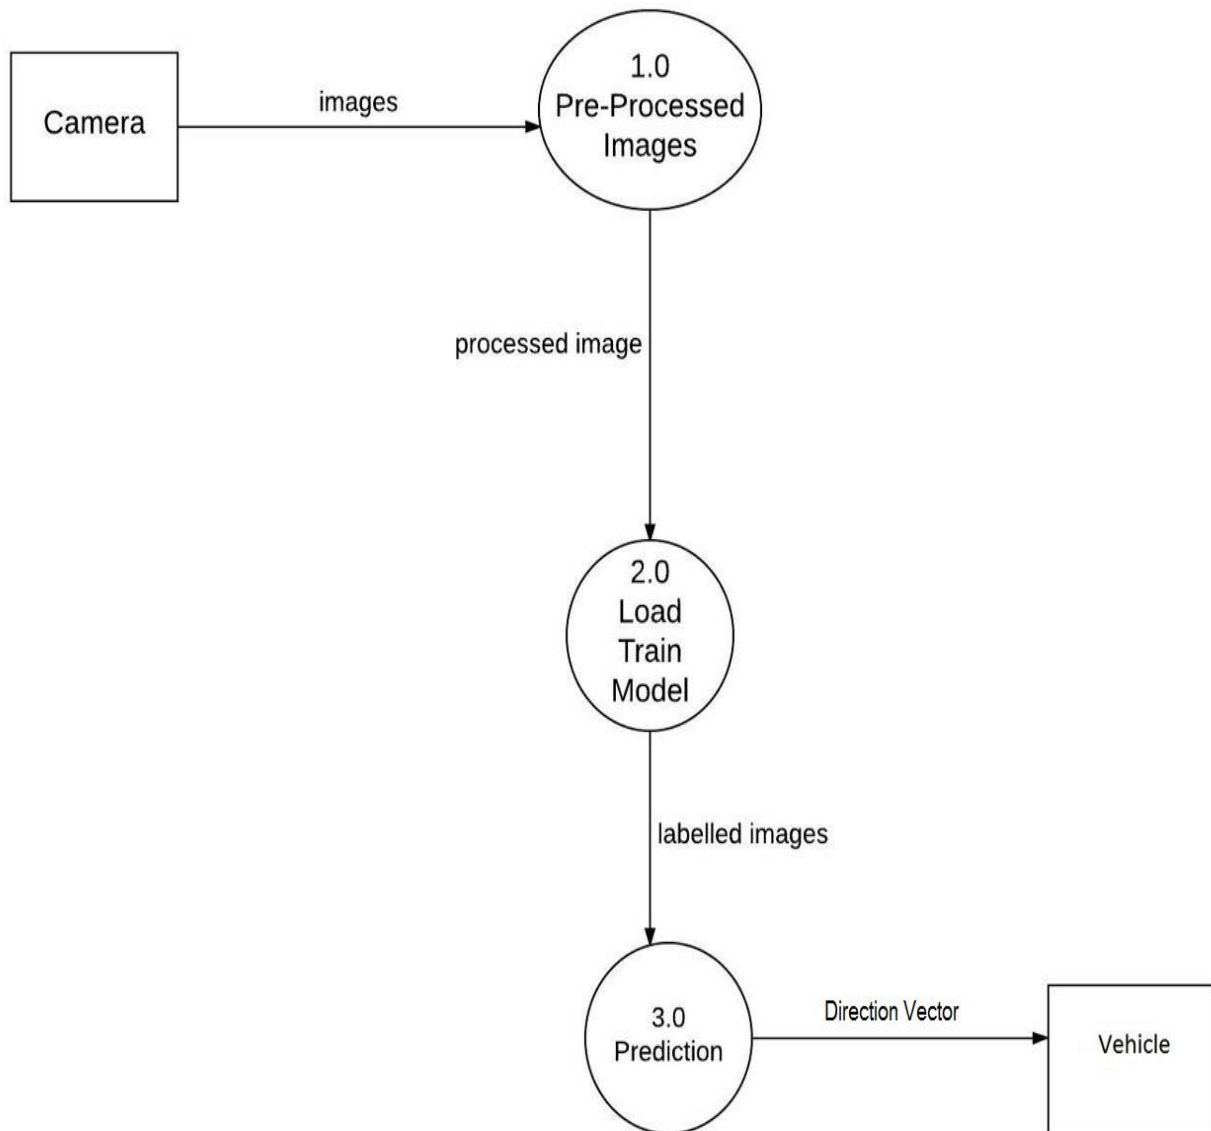 Camera
images
1.0
Pre-Processed
Images
processed image
2.0
Load
Train
Model
labelled images
3.0
Prediction
Direction Vector
Vehicle